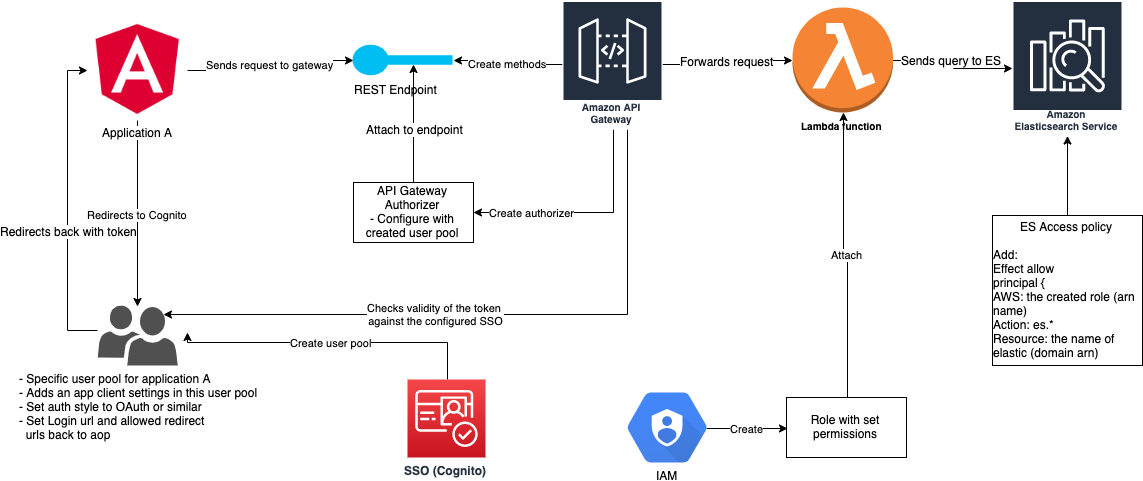 Sends request to gateway
Create methods
Forwards request
Sends query to ES
REST Endpoint
Application A
Amazon API
Gateway
Lambda function
Amazon
Elasticsearch Service
Attach to endpoint
API Gateway
Authorizer
- Configure with
created user pool
Create authorizer
Redirects to Cognito
Redirects back with token
ES Access policy
Add:
Effect allow
principal {
AWS: the created role (arn
name)
Action: es.*
Resource: the name of
elastic (domain arn)
Attach
Checks validity of the token
against the configured SSO
Create user pool
- Specific user pool for application A
- Adds an app client settings in this user pool
- Set auth style to OAuth or similar
- Set Login url and allowed redirect
urls back to aop
SSO (Cognito)
Create
Role with set
permissions
IAM